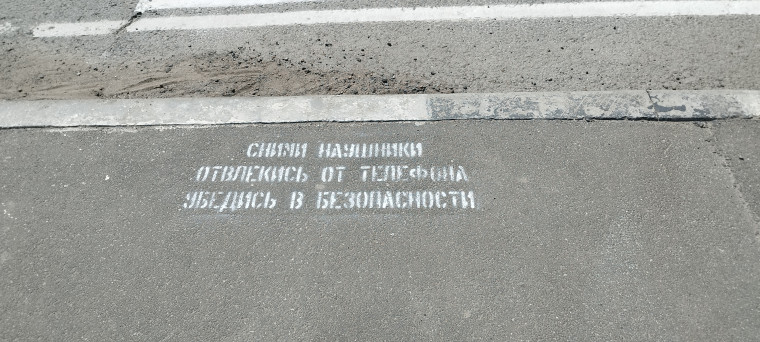 СНИМИ НАУШНИКИ
ОТВЛЕКИСЬ ОТ ТЕЛЕФОНА
УБЕДИСЬ В БЕЗОПАСНОСТИ